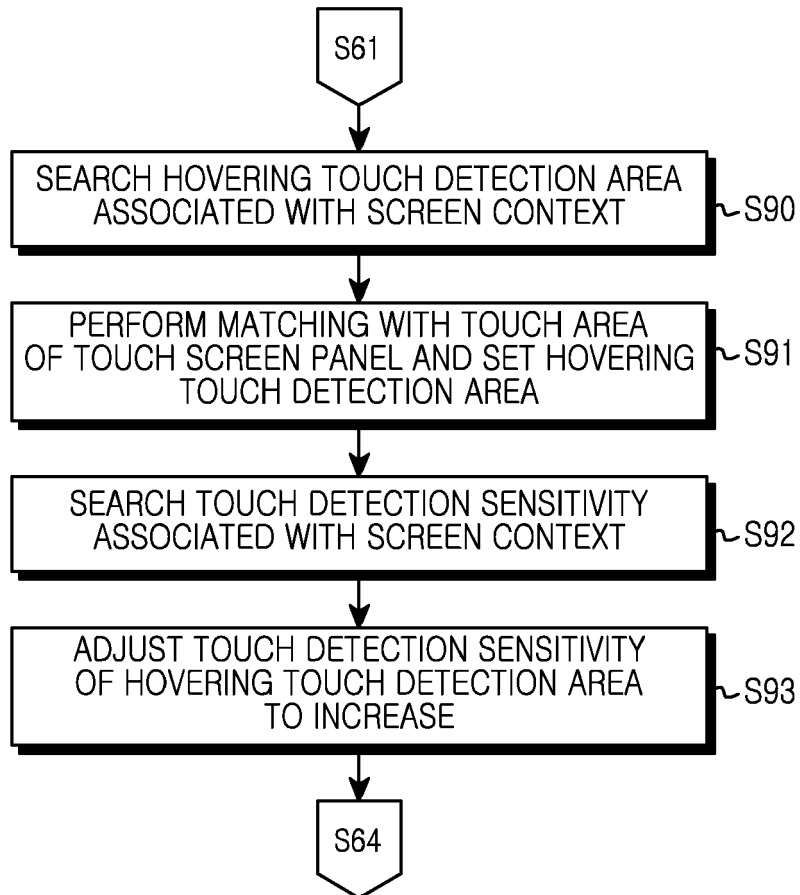 S61
SEARCH HOVERING TOUCH DETECTION AREA
ASSOCIATED WITH SCREEN CONTEXT
S90
PERFORM MATCHING WITH TOUCH AREA
OF TOUCH SCREEN PANEL AND SET HOVERING
TOUCH DETECTION AREA
S91
SEARCH TOUCH DETECTION SENSITIVITY
ASSOCIATED WITH SCREEN CONTEXT
S92
ADJUST TOUCH DETECTION SENSITIVITY
OF HOVERING TOUCH DETECTION AREA
TO INCREASE
S93
S64